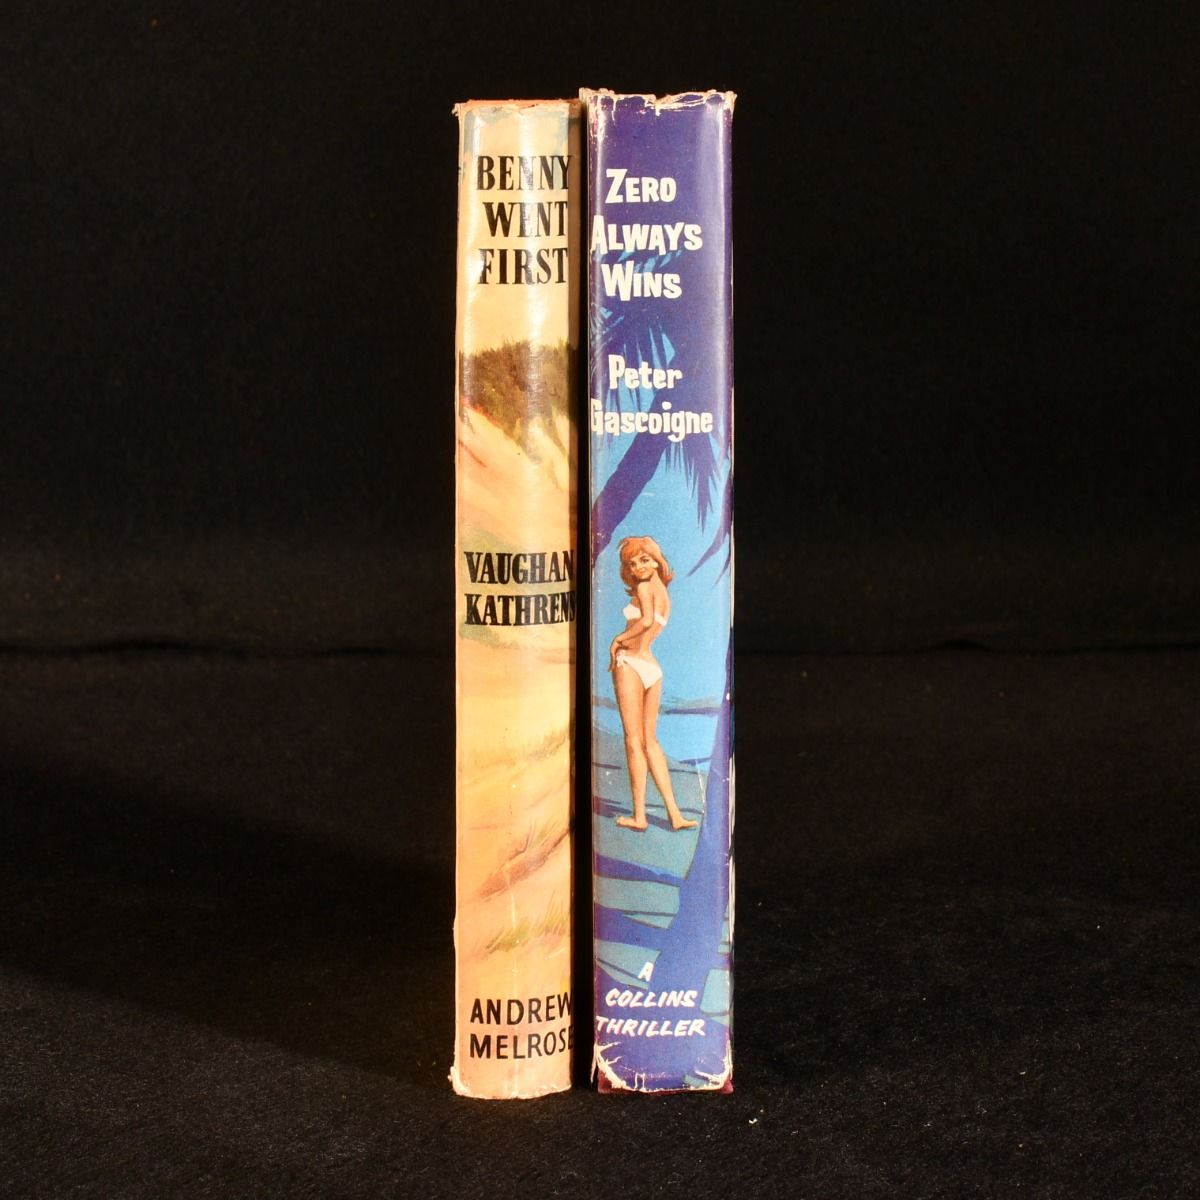 BENNY
WENT
FIRST
VAUGHAN
KATHRENS
ANDREW
MELROSE
ZERO
ALWAYS
WINS
Peter
Gascoigne
A
COLLINS
THRILLER